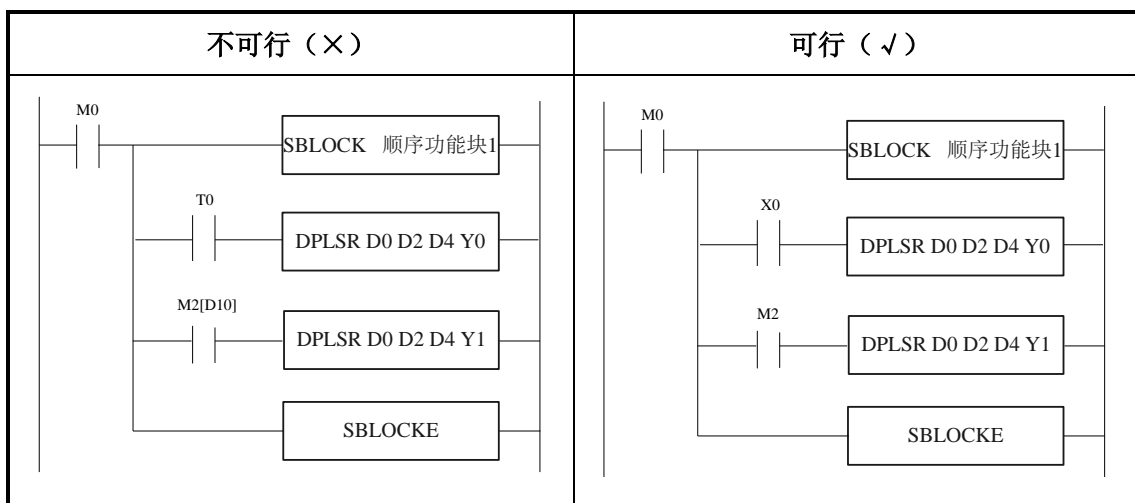 不可行（×）
可行（√）
M0
SBLOCK 顺序功能块1
T0
DPLSR D0 D2 D4 Y0
M2[D10]
DPLSR D0 D2 D4 Y1
SBLOCKE
M0
SBLOCK 顺序功能块1
X0
DPLSR D0 D2 D4 Y0
M2
DPLSR D0 D2 D4 Y1
SBLOCKE